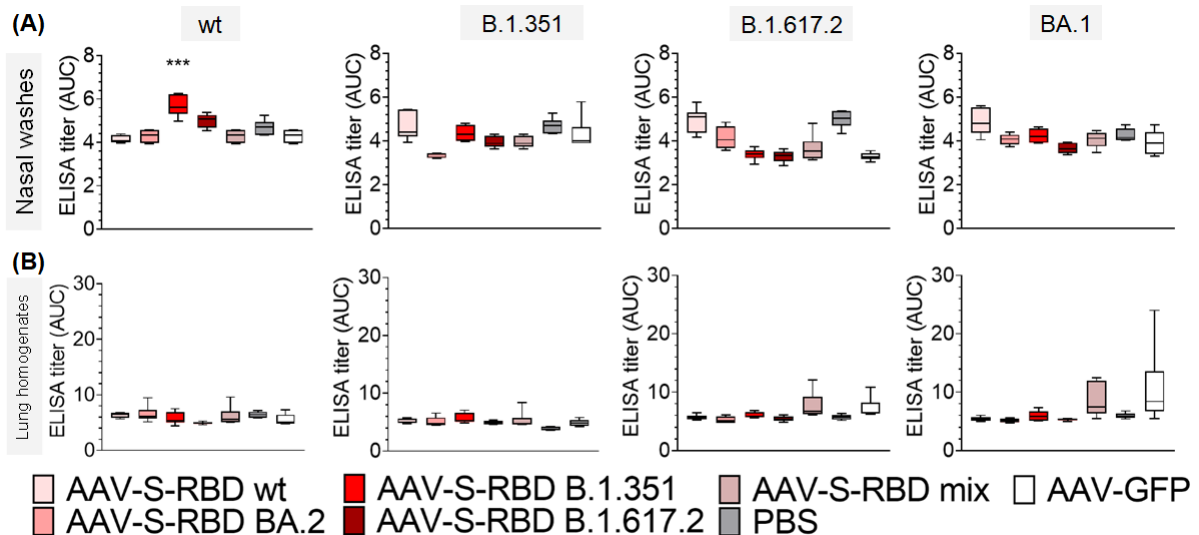 (A)
wt
B.1.351
B.1.617.2
BA.1
Nasal washes
ELISA titer (AUC)
8
6
4
2
0
ELISA titer (AUC)
8
6
4
2
0
ELISA titer (AUC)
8
6
4
2
0
ELISA titer (AUC)
8
6
4
2
0
***
(B)
Lung homogenates
ELISA titer (AUC)
30
20
10
0
ELISA titer (AUC)
30
20
10
0
ELISA titer (AUC)
30
20
10
0
ELISA titer (AUC)
30
20
10
0
AAV-S-RBD wt
AAV-S-RBD B.1.351
AAV-S-RBD mix
AAV-GFP
AAV-S-RBD BA.2
AAV-S-RBD B.1.617.2
PBS